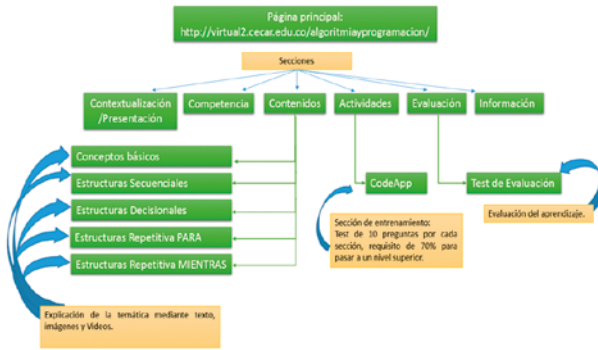 Página principal:
http://virtual2.cecar.edu.co/algoritmiayprogramacion/
Secciones
Contextualización
/Presentación
Competencia
Contenidos
Actividades
Evaluación
Información
Conceptos básicos
Estructuras Secuenciales
Estructuras Decisionales
Estructuras Repetitiva PARA
Estructuras Repetitiva MIENTRAS
CodeApp
Test de Evaluación
Sección de entrenamiento:
Test de 10 preguntas por cada
sección, requisito de 70% para
pasar a un nivel superior.
Evaluación del aprendizaje.
Explicación de la temática mediante texto,
imágenes y Videos.